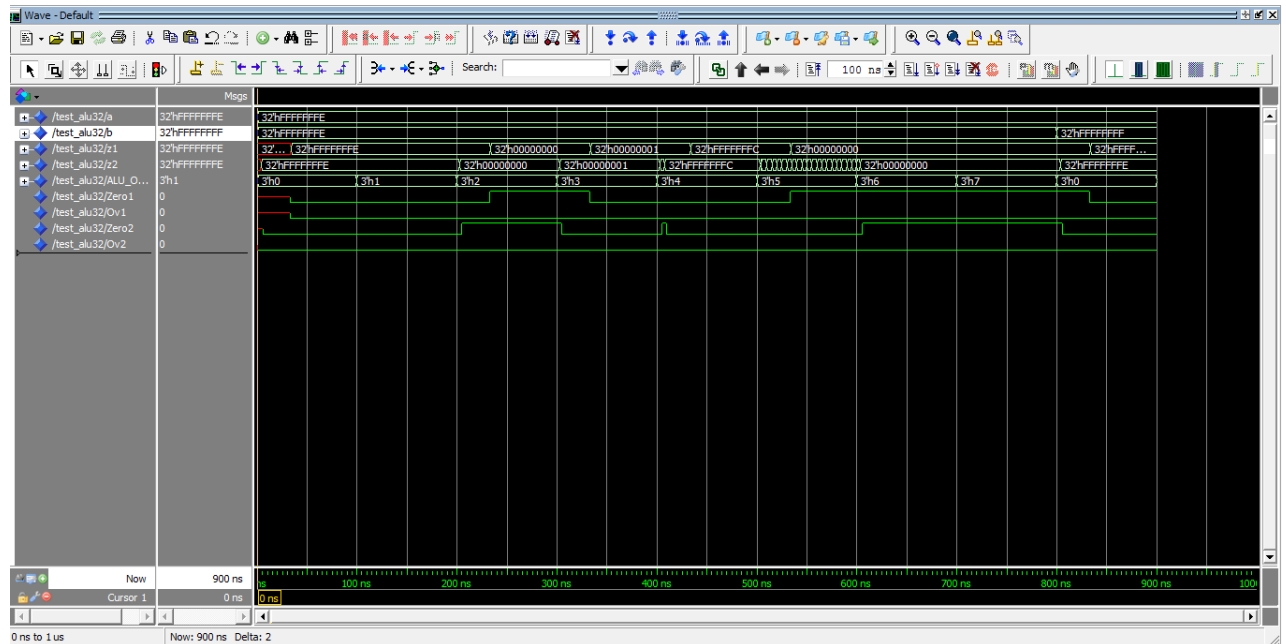 Wave - Default
Search:
100 ns
Msgs
/test_alu32/a 32'hFFFFFFFE 32'hFFFFFFFE
/test_alu32/b 32'hFFFFFFFF 32'hFFFFFFFE 32'hFFFFFFFF
/test_alu32/z1 32'hFFFFFFFE 32'... 32'hFFFFFFFE 32'h00000000 32'h00000001 32'hFFFFFFFC 32'h00000000 32'hFFFF...
/test_alu32/z2 32'hFFFFFFFE 32'hFFFFFFFE 32'h00000000 32'h00000001 32'hFFFFFFFC 32'h00000000 32'hFFFFFFFE
/test_alu32/ALU_O... 3'h1 3'h0 3'h1 3'h2 3'h3 3'h4 3'h5 3'h6 3'h7 3'h0
/test_alu32/Zero1 0
/test_alu32/Ov1 0
/test_alu32/Zero2 0
/test_alu32/Ov2 0
Now 900 ns ns 100 ns 200 ns 300 ns 400 ns 500 ns 600 ns 700 ns 800 ns 900 ns 100
Cursor 1 0 ns 0 ns
0 ns to 1 us Now: 900 ns Delta: 2